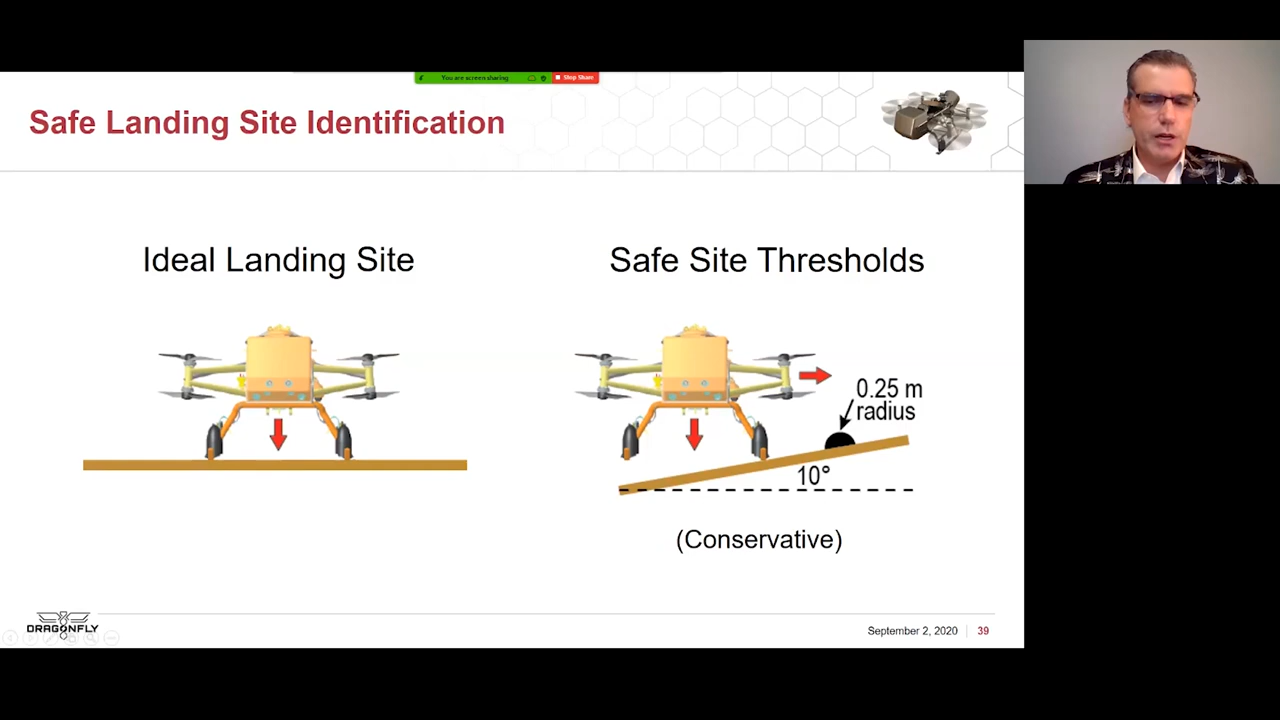 You are screen sharing
Stop Share
Safe Landing Site Identification
Ideal Landing Site
Safe Site Thresholds
0.25 m
radius
10°
(Conservative)
DRAGONFLY
September 2, 2020
39